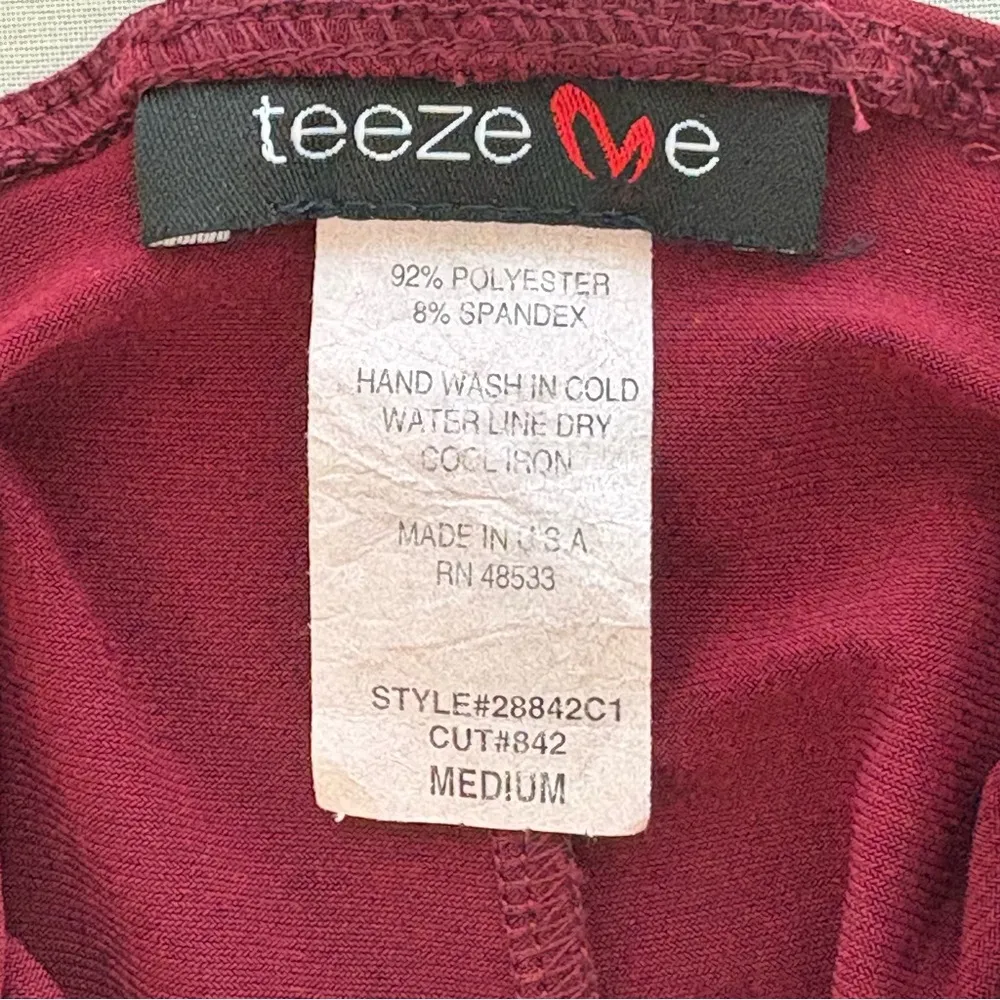 teeze me
92% POLYESTER
8% SPANDEX
HAND WASH IN COLD
WATER LINE DRY
COOL IRON
MADE IN U.S.A
RN 48533
STYLE#28842C1
CUT#842
MEDIUM